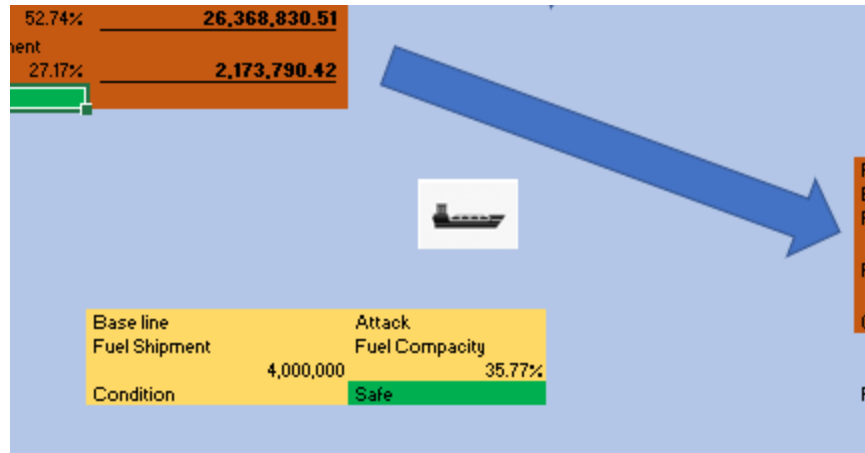 52.74% 26,368,830.51
27.17% 2,173,790.42
Base line Attack
Fuel Shipment Fuel Compacity
4,000,000 35.77%
Condition Safe